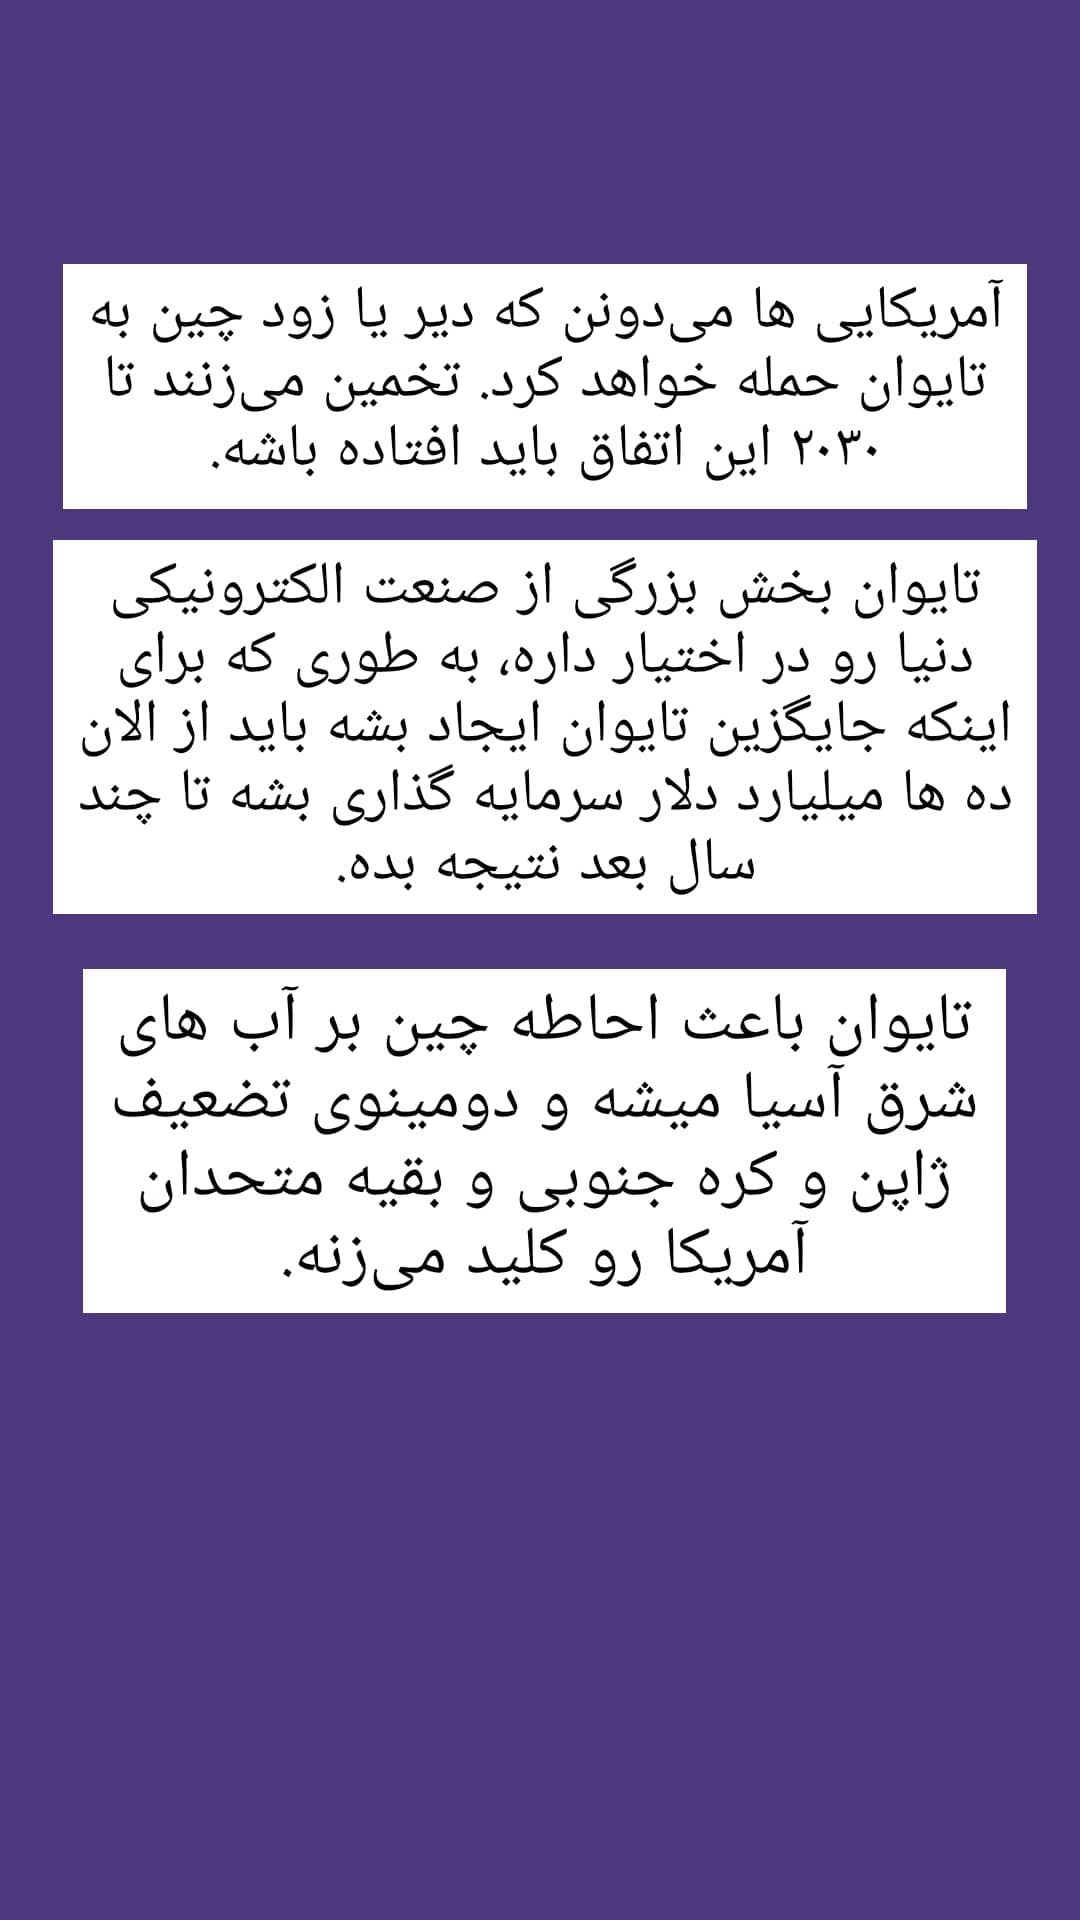 آمریکایی ها می‌دونن که دیر یا زود چین به
تایوان حمله خواهد کرد. تخمین می‌زنند تا
۲۰۳۰ این اتفاق باید افتاده باشه.
تایوان بخش بزرگی از صنعت الکترونیکی
دنیا رو در اختیار داره، به طوری که برای
اینکه جایگزین تایوان ایجاد بشه باید از الان
ده ها میلیارد دلار سرمایه گذاری بشه تا چند
سال بعد نتیجه بده.
تایوان باعث احاطه چین بر آب های
شرق آسیا میشه و دومینوی تضعیف
ژاپن و کره جنوبی و بقیه متحدان
آمریکا رو کلید می‌زنه.